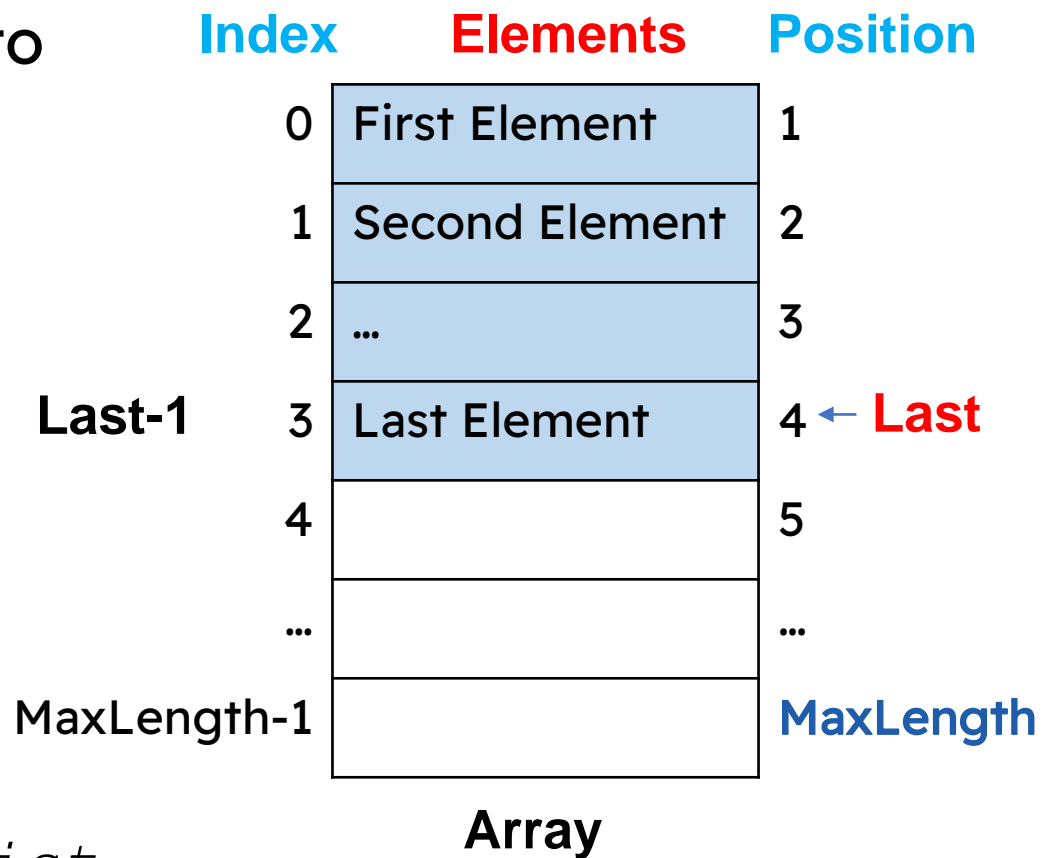 to
Index Elements Position
0 First Element 1
1 Second Element 2
2 ... 3
Last-1 3 Last Element 4 ← Last
4 5
... ...
MaxLength-1 MaxLength
Array